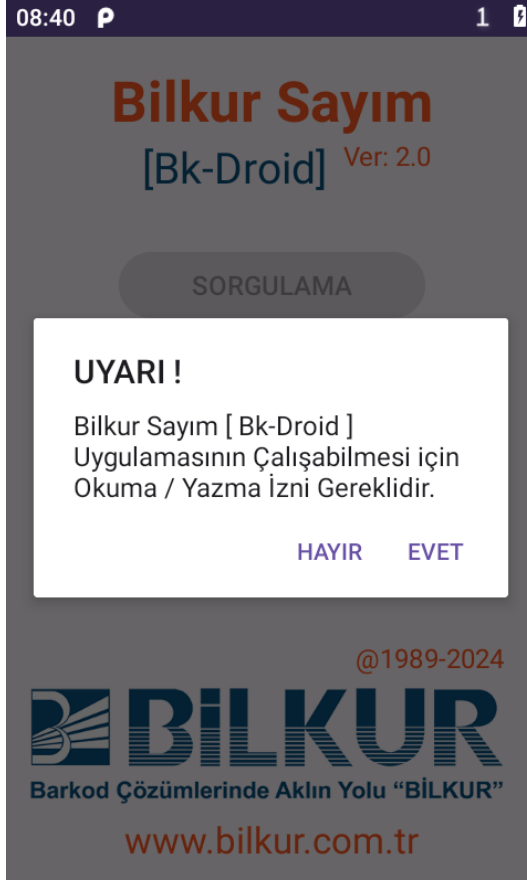 08:40
1
Bilkur Sayım
[Bk-Droid] Ver: 2.0
SORGULAMA
UYARI !
Bilkur Sayım [ Bk-Droid ]
Uygulamasının Çalışabilmesi için
Okuma / Yazma İzni Gereklidir.
HAYIR EVET
@1989-2024
BİLKUR
Barkod Çözümlerinde Aklın Yolu “BİLKUR”
www.bilkur.com.tr